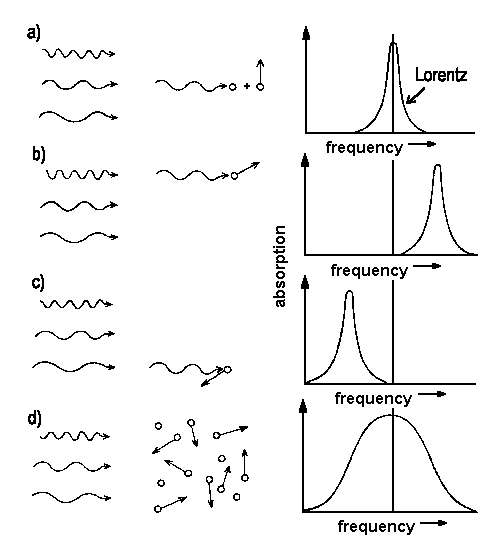 a)
+
Lorentz
frequency
b)
frequency
absorption
c)
frequency
d)
frequency